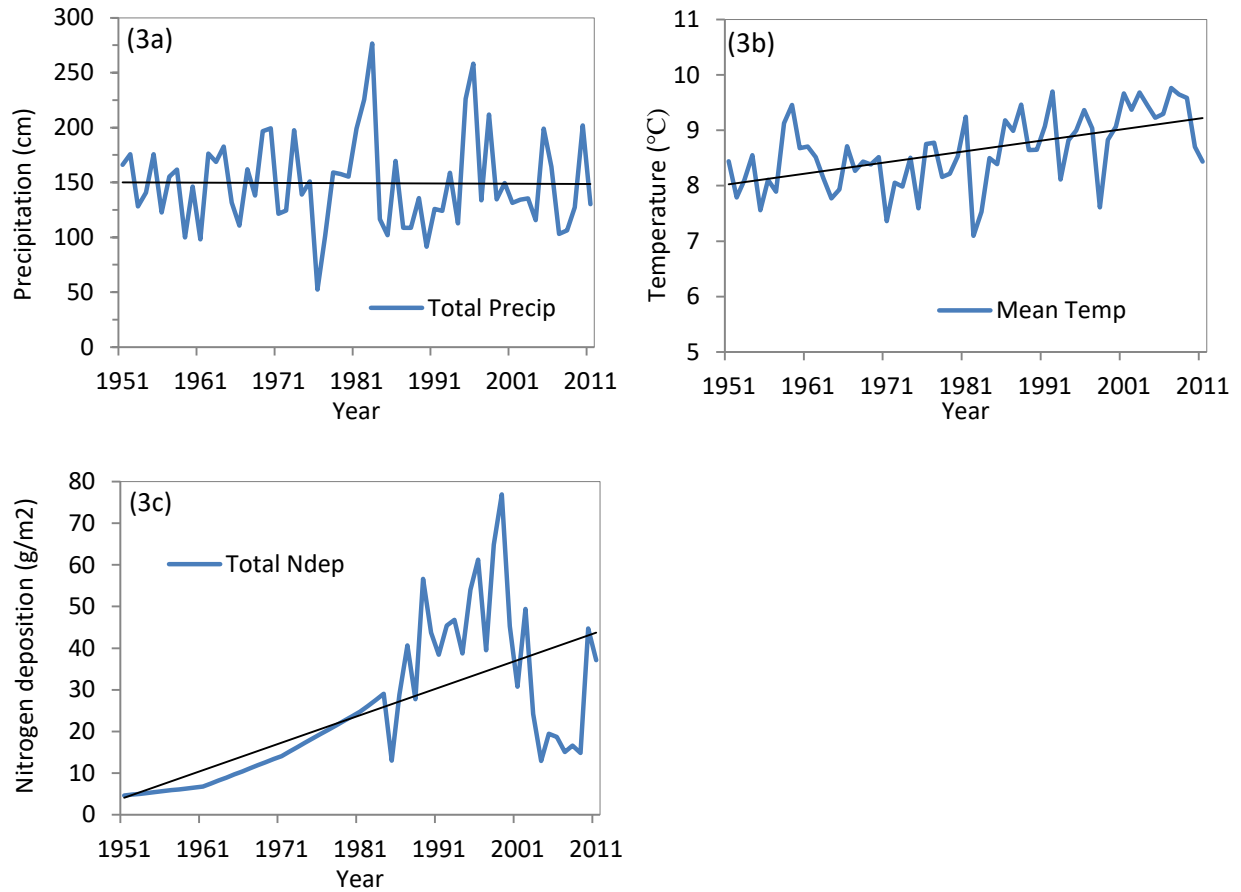 (3a)
300
250
200
150
100
50
0
Precipitation (cm)
Total Precip
1951 1961 1971 1981 1991 2001 2011
Year
(3b)
11
10
9
8
7
6
5
Temperature (°C)
Mean Temp
1951 1961 1971 1981 1991 2001 2011
Year
(3c)
80
70
60
50
40
30
20
10
0
Nitrogen deposition (g/m2)
Total Ndep
1951 1961 1971 1981 1991 2001 2011
Year